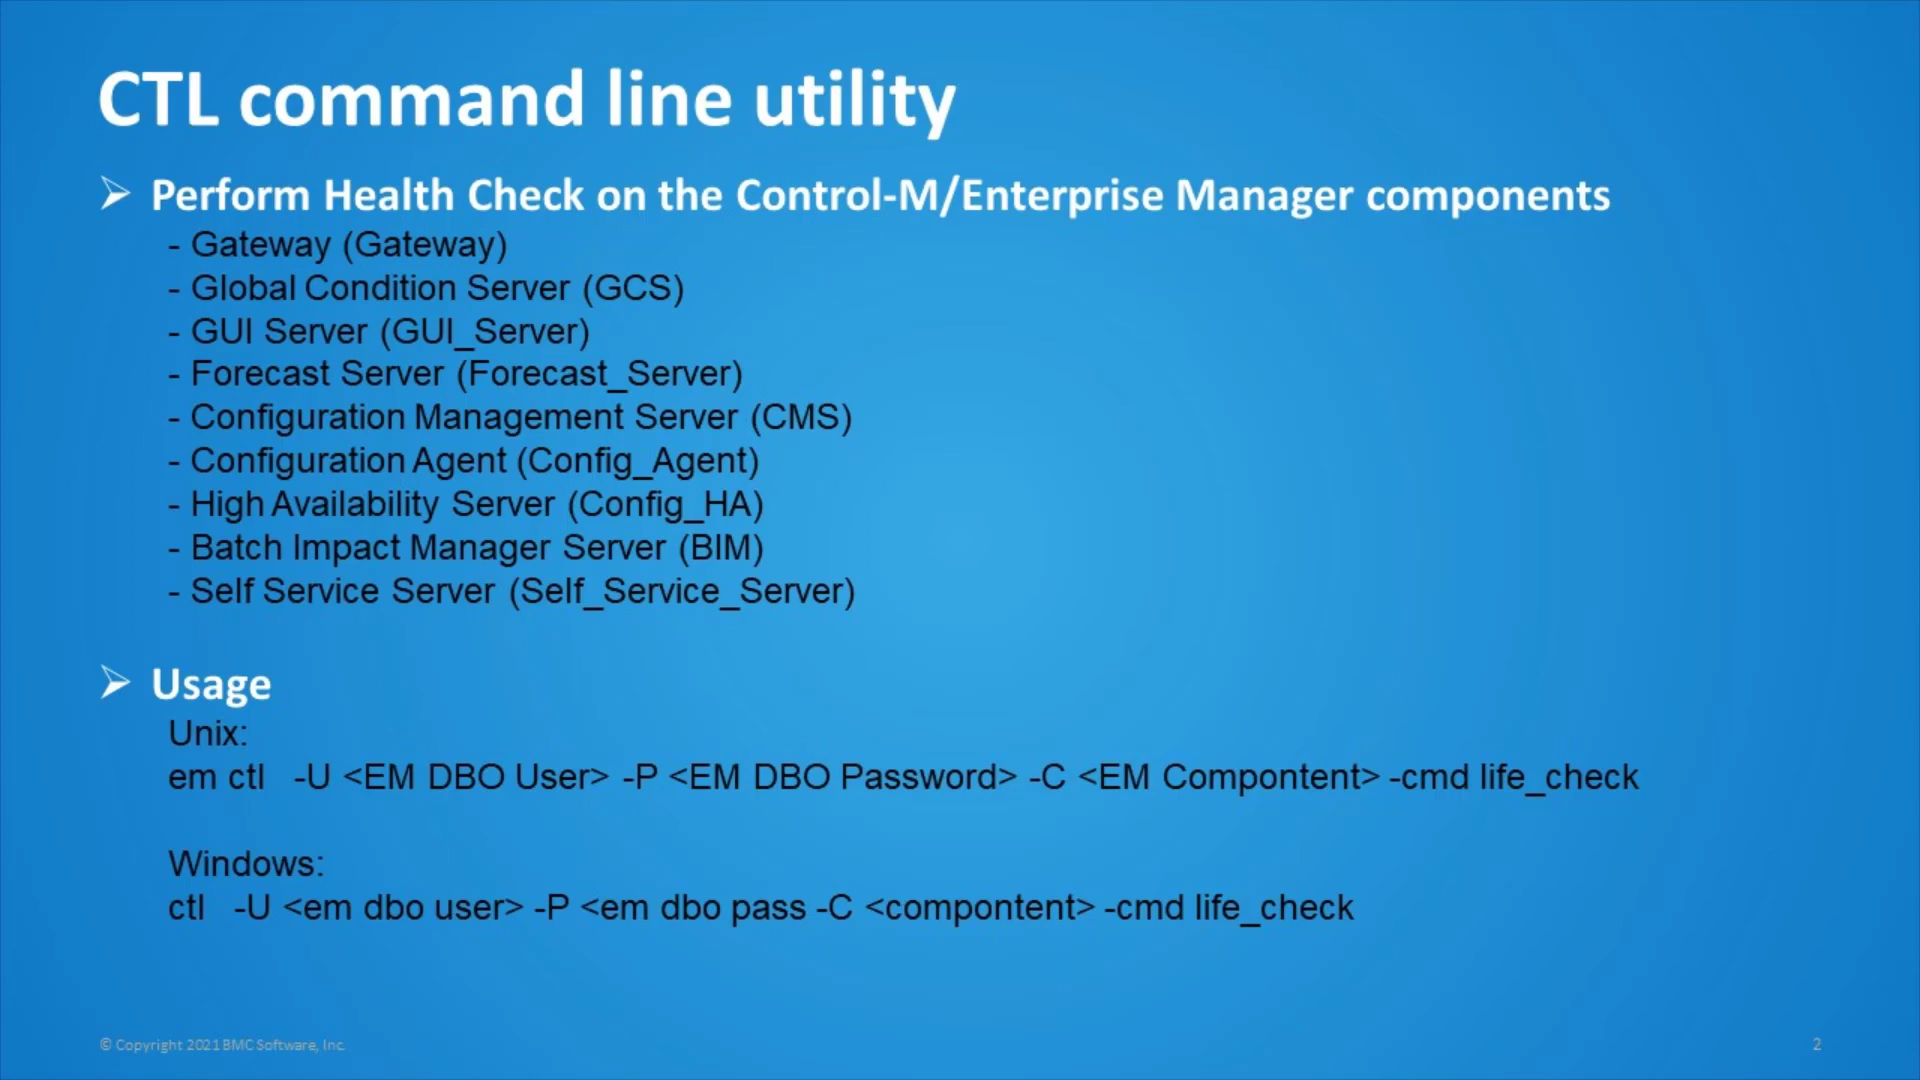 CTL command line utility
➢ Perform Health Check on the Control-M/Enterprise Manager components
- Gateway (Gateway)
- Global Condition Server (GCS)
- GUI Server (GUI_Server)
- Forecast Server (Forecast_Server)
- Configuration Management Server (CMS)
- Configuration Agent (Config_Agent)
- High Availability Server (Config_HA)
- Batch Impact Manager Server (BIM)
- Self Service Server (Self_Service_Server)
➢ Usage
Unix:
em ctl -U <EM DBO User> -P <EM DBO Password> -C <EM Compontent> -cmd life_check
Windows:
ctl -U <em dbo user> -P <em dbo pass -C <compontent> -cmd life_check
© Copyright 2021 BMC Software, Inc.
2